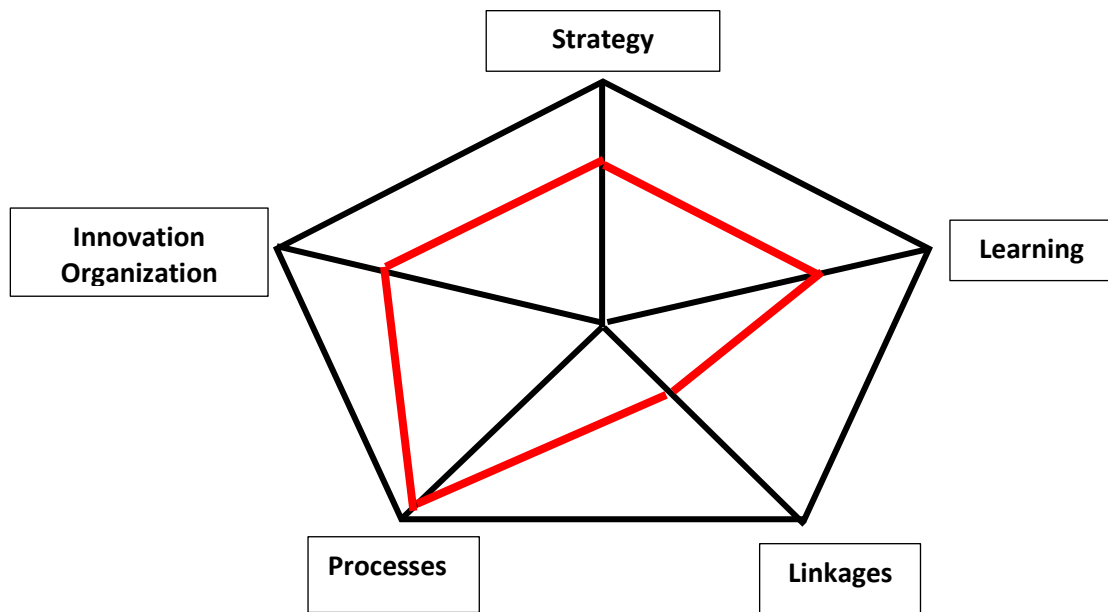 Strategy
Innovation
Organization
Learning
Processes
Linkages